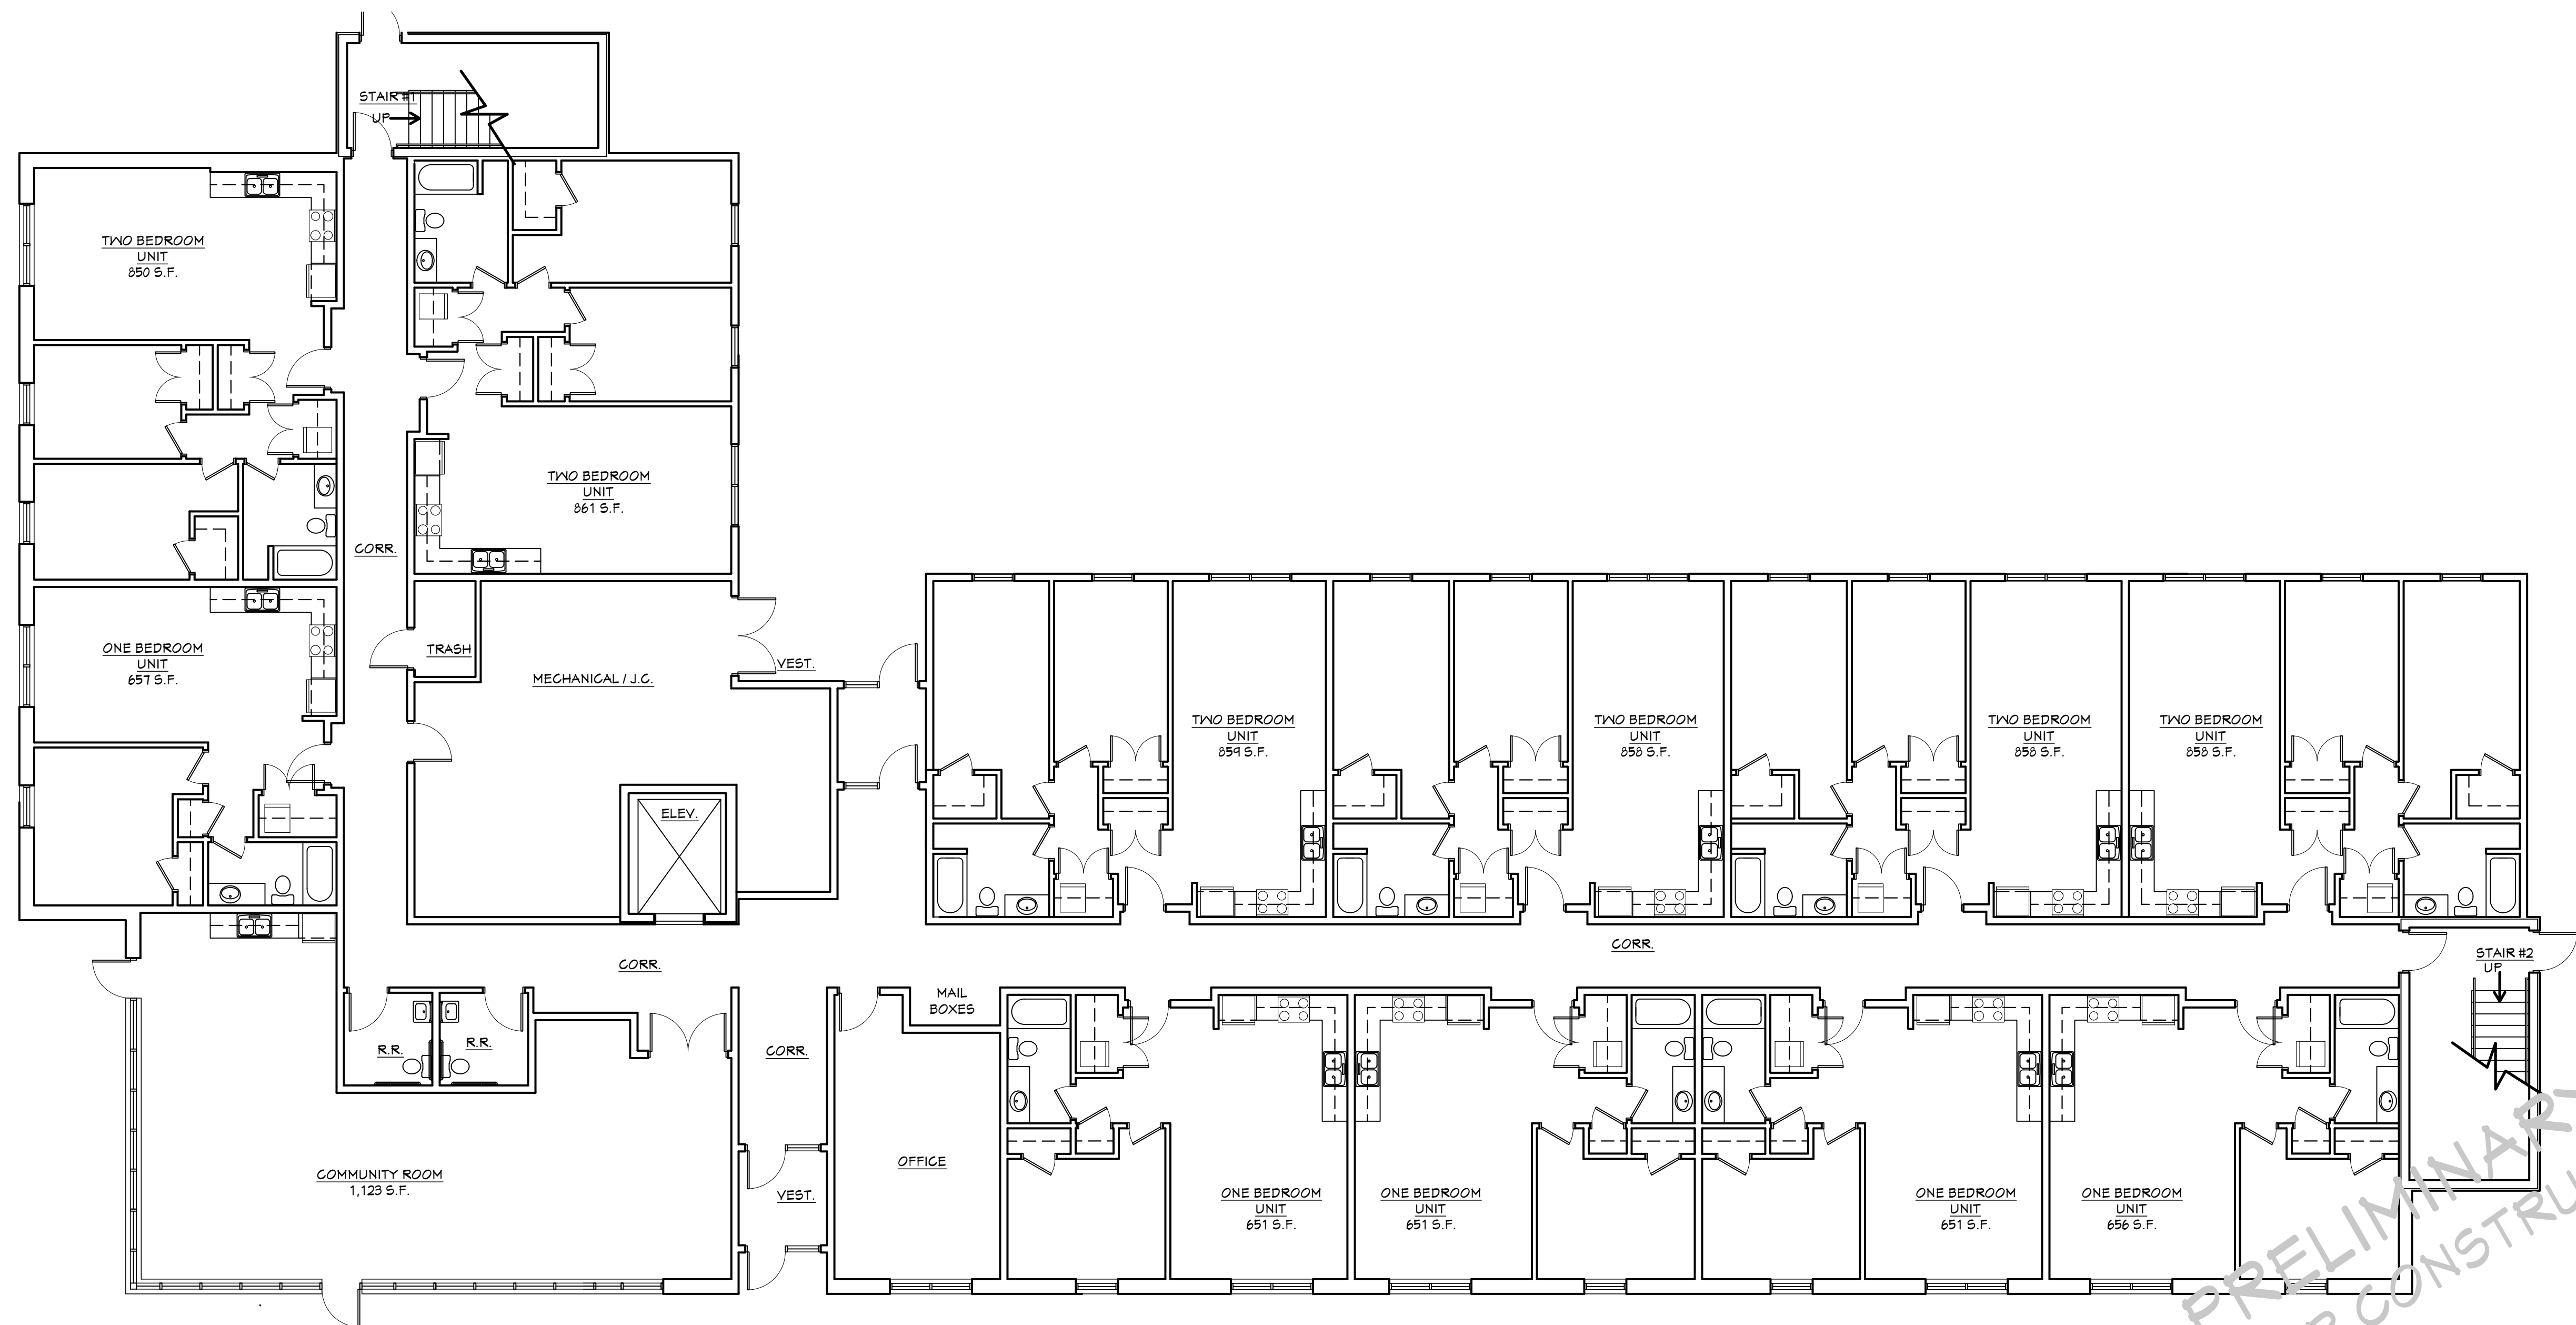 STAIR #1
UP
TWO BEDROOM
UNIT
850 S.F.
TWO BEDROOM
UNIT
861 S.F.
CORR.
ONE BEDROOM
UNIT
657 S.F.
TRASH
MECHANICAL / J.C.
VEST.
ELEV.
TWO BEDROOM
UNIT
859 S.F.
TWO BEDROOM
UNIT
858 S.F.
TWO BEDROOM
UNIT
858 S.F.
TWO BEDROOM
UNIT
858 S.F.
CORR.
CORR.
STAIR #2
UP
MAIL
BOXES
R.R.
R.R.
CORR.
COMMUNITY ROOM
1,123 S.F.
VEST.
OFFICE
ONE BEDROOM
UNIT
651 S.F.
ONE BEDROOM
UNIT
651 S.F.
ONE BEDROOM
UNIT
651 S.F.
ONE BEDROOM
UNIT
656 S.F.
PRELIMINARY